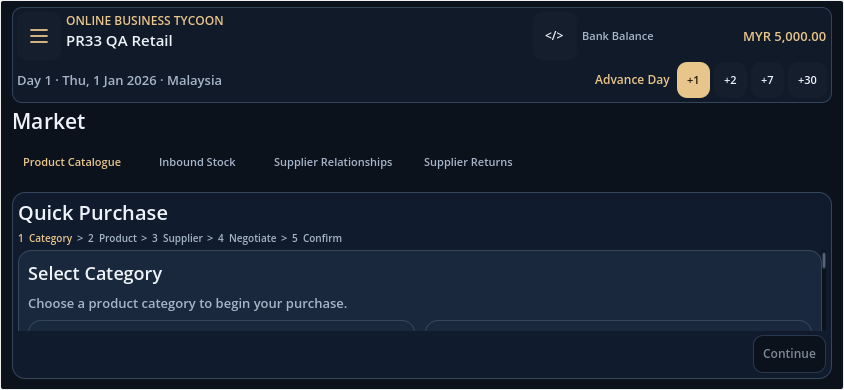 ONLINE BUSINESS TYCOON
PR33 QA Retail
</> Bank Balance MYR 5,000.00
Day 1 · Thu, 1 Jan 2026 · Malaysia
Advance Day +1 +2 +7 +30
Market
Product Catalogue Inbound Stock Supplier Relationships Supplier Returns
Quick Purchase
1 Category > 2 Product > 3 Supplier > 4 Negotiate > 5 Confirm
Select Category
Choose a product category to begin your purchase.
Continue